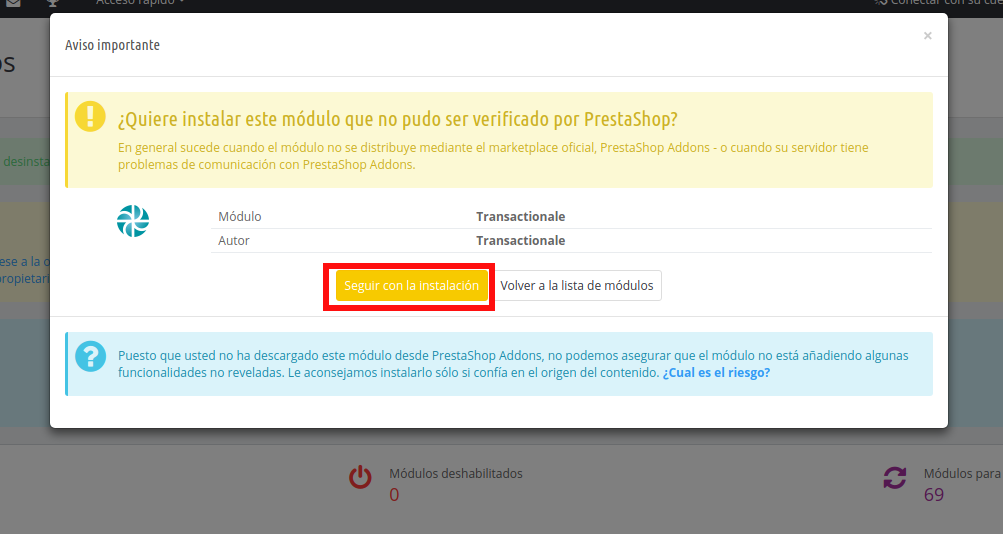 Acceso rápido
Conectar con su cue
os
Aviso importante
×
¿Quiere instalar este módulo que no pudo ser verificado por PrestaShop?
En general sucede cuando el módulo no se distribuye mediante el marketplace oficial, PrestaShop Addons - o cuando su servidor tiene
problemas de comunicación con PrestaShop Addons.
desinsta
Módulo Transactionale
Autor Transactionale
ese a la o
propietari
Seguir con la instalación Volver a la lista de módulos
Puesto que usted no ha descargado este módulo desde PrestaShop Addons, no podemos asegurar que el módulo no está añadiendo algunas
funcionalidades no reveladas. Le aconsejamos instalarlo sólo si confía en el origen del contenido. ¿Cual es el riesgo?
Módulos deshabilitados
0
Módulos para
69